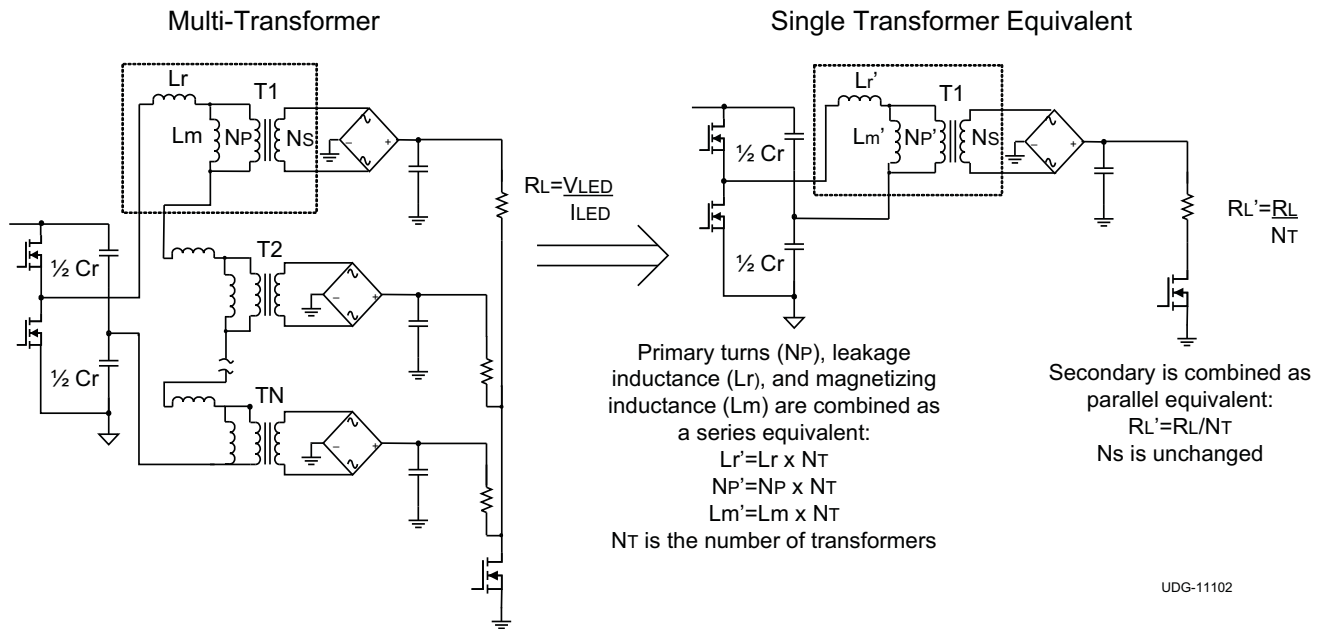 Multi-Transformer
Lr
T1
Lm
NP
NS
RL=VLED
ILED
½ Cr
½ Cr
T2
TN
Single Transformer Equivalent
Lr’
T1
Lm’
NP’
NS
½ Cr
½ Cr
RL’=RL
NT
Primary turns (NP), leakage
inductance (Lr), and magnetizing
inductance (Lm) are combined as
a series equivalent:
Lr’=Lr x NT
NP’=NP x NT
Lm’=Lm x NT
NT is the number of transformers
Secondary is combined as
parallel equivalent:
RL’=RL/NT
Ns is unchanged
UDG-11102